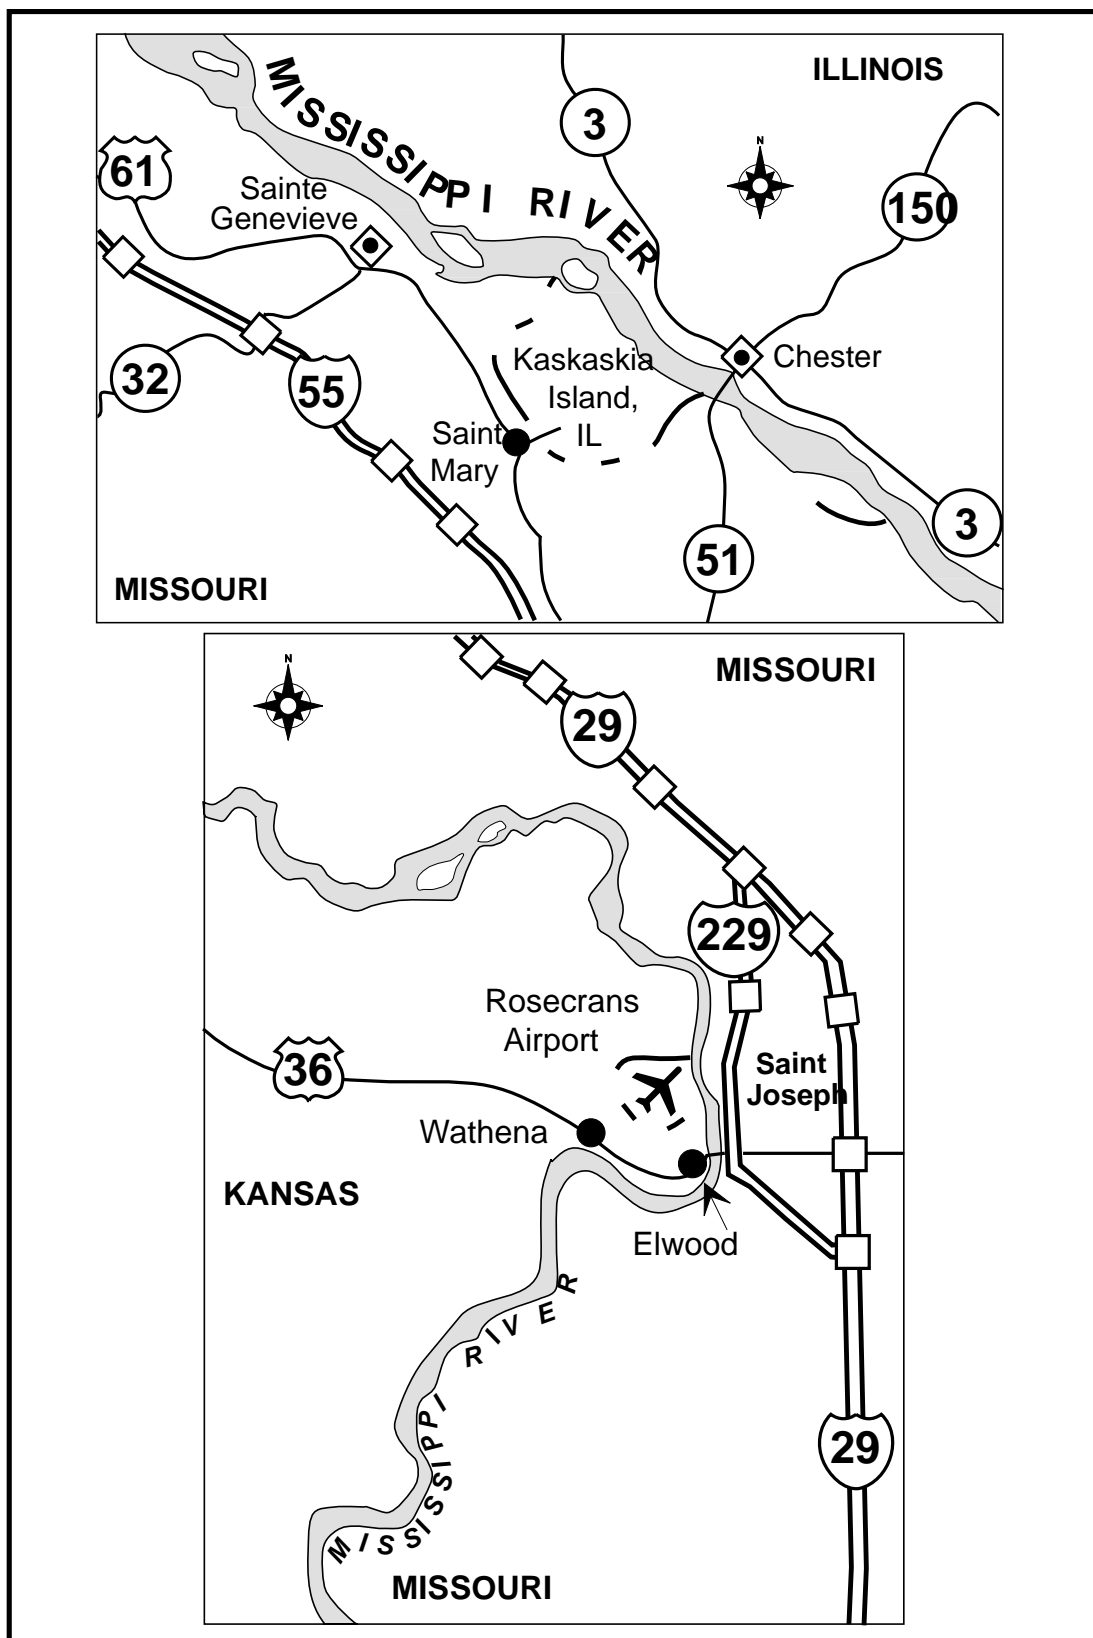 ILLINOIS
MISSISSIPPI RIVER
3
N
61
150
Sainte
Genevieve
32
55
Kaskaskia
Island,
IL
Chester
Saint
Mary
51
3
MISSOURI
MISSOURI
N
29
229
Rosecrans
Airport
36
Saint
Joseph
Wathena
KANSAS
Elwood
MISSISSIPPI RIVER
29
MISSOURI